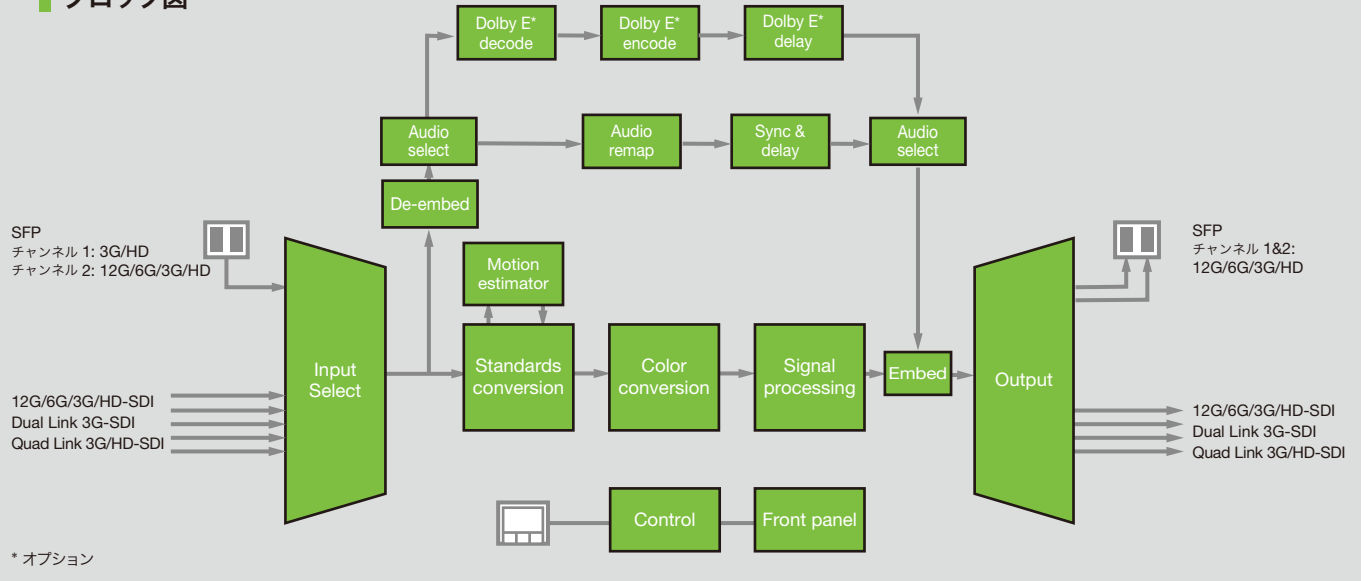 ブロック図
Dolby E*
decode
Dolby E*
encode
Dolby E*
delay
Audio
select
Audio
remap
Sync &
delay
Audio
select
De-embed
SFP
チャンネル 1: 3G/HD
チャンネル 2: 12G/6G/3G/HD
SFP
チャンネル 1&2:
12G/6G/3G/HD
Motion
estimator
Input
Select
Standards
conversion
Color
conversion
Signal
processing
Embed
Output
12G/6G/3G/HD-SDI
Dual Link 3G-SDI
Quad Link 3G/HD-SDI
12G/6G/3G/HD-SDI
Dual Link 3G-SDI
Quad Link 3G/HD-SDI
Control
Front panel
* オプション